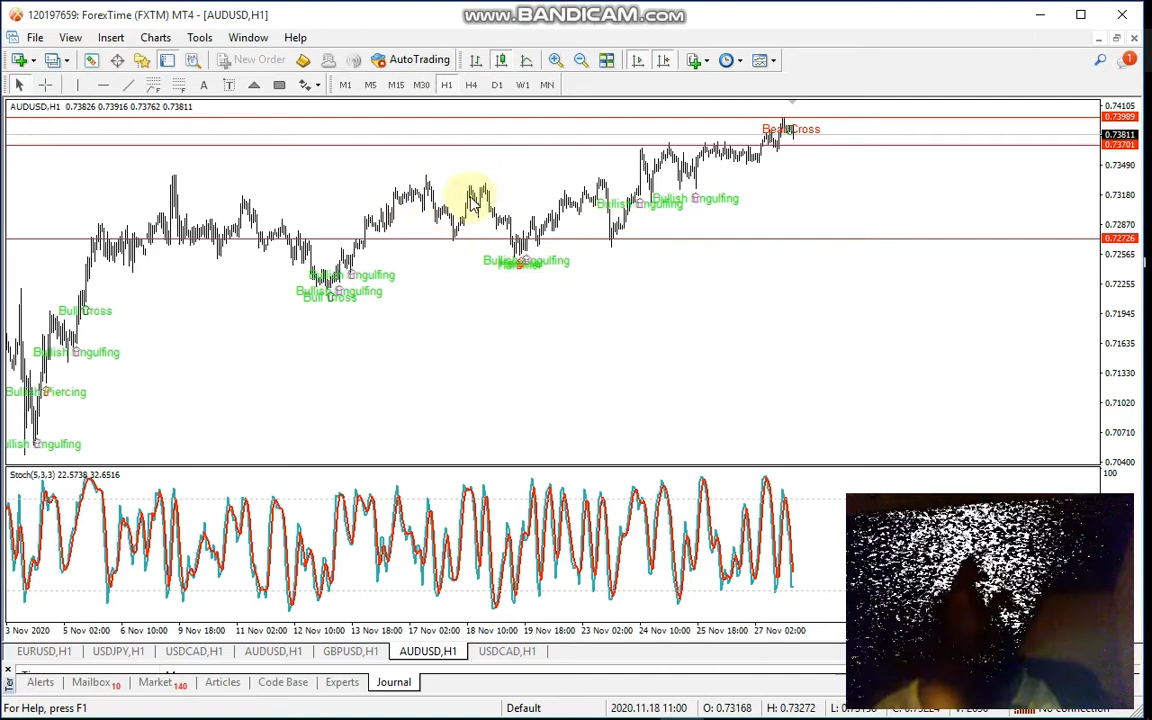 120197659: ForexTime (FXTM) MT4 - [AUDUSD,H1]
www.BANDICAM.com
File View Insert Charts Tools Window Help
New Order AutoTrading
1
A T M1 M5 M15 M30 H1 H4 D1 W1 MN
AUDUSD,H1 0.73826 0.73916 0.73762 0.73811
0.74105
0.73989
0.73811
0.73701
0.73490
0.73180
0.72870
0.72726
0.72565
0.72255
0.71945
0.71635
0.71330
0.71020
0.70710
0.70400
Bear Cross
Bullish Engulfing
Bullish Engulfing
Bullish Engulfing
Bullish Engulfing
Bullish Engulfing
Bull Cross
Bull Cross
Bullish Engulfing
Bullish Piercing
ullish Engulfing
Stoch(5,3,3) 22.5738 32.6516
100
3 Nov 2020 5 Nov 02:00 6 Nov 10:00 9 Nov 18:00 11 Nov 02:00 12 Nov 10:00 13 Nov 18:00 17 Nov 02:00 18 Nov 10:00 19 Nov 18:00 23 Nov 02:00 24 Nov 10:00 25 Nov 18:00 27 Nov 02:00
EURUSD,H1 USDJPY,H1 USDCAD,H1 AUDUSD,H1 GBPUSD,H1 AUDUSD,H1 USDCAD,H1
Alerts Mailbox 10 Market 140 Articles Code Base Experts Journal
For Help, press F1 Default 2020.11.18 11:00 O: 0.73168 H: 0.73272